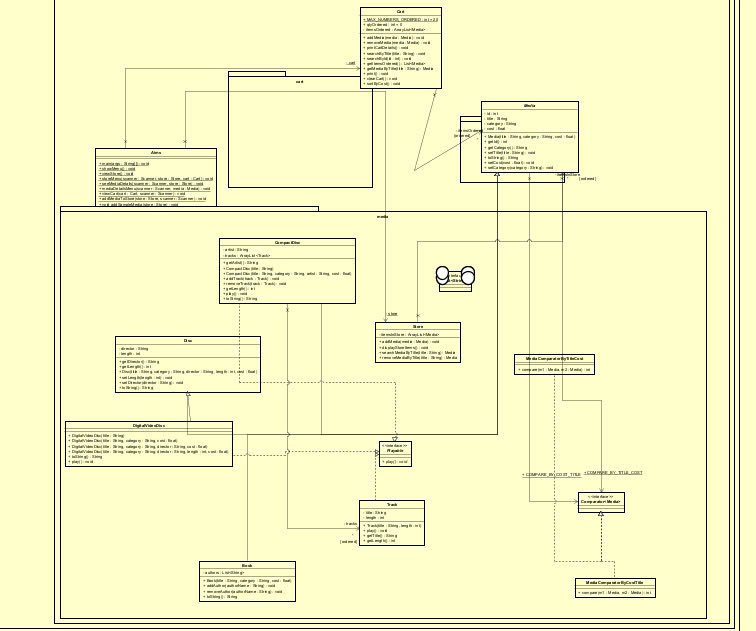 Cart
+ MAX_NUMBERS_ORDERED : int = 20
+ qtyOrdered : int = 0
- itemsOrdered : ArrayList<Media>
+ addMedia(media : Media) : void
+ removeMedia(media : Media) : void
+ printCartDetails() : void
+ searchByTitle(title : String) : void
+ searchById(id : int) : void
+ getItemsOrdered() : List<Media>
+ getMediaByTitle(title : String) : Media
+ print() : void
+ clearCart() : void
+ sortByCost() : void
- cart
cart
Media
- id : int
- title : String
- category : String
- cost : float
+ Media(title : String, category : String, cost : float)
+ getId() : int
+ getCategory() : String
+ setTitle(title : String) : void
+ toString() : String
+ setCost(cost : float) : void
+ setCategory(category : String) : void
- itemsOrdered
{ordered}
{ordered}
Aims
+ main(args : String[]) : void
+ showMenu() : void
+ viewStore() : void
+ storeMenu(scanner : Scanner, store : Store, cart : Cart) : void
+ seeMediaDetails(scanner : Scanner, store : Store) : void
+ mediaDetailsMenu(scanner : Scanner, media : Media) : void
+ viewCart(cart : Cart, scanner : Scanner) : void
+ addMediaToStore(store : Store, scanner : Scanner) : void
media
CompactDisc
- artist : String
- tracks : ArrayList<Track>
+ getArtist() : String
+ CompactDisc(title : String)
+ CompactDisc(title : String, category : String, artist : String, cost : float)
+ addTrack(track : Track) : void
+ removeTrack(track : Track) : void
+ getLength() : int
+ play() : void
+ toString() : String
- store
Store
- itemsInStore : ArrayList<Media>
+ addMedia(media : Media) : void
+ displayStoreItems() : void
+ searchMediaByTitle(title : String) : Media
+ removeMediaByTitle(title : String) : Media
Disc
- director : String
- length : int
+ getDirector() : String
+ getLength() : int
+ Disc(title : String, category : String, director : String, length : int, cost : float)
+ setLength(length : int) : void
+ setDirector(director : String) : void
+ toString() : String
MediaComparatorByTitleCost
+ compare(m1 : Media, m2 : Media) : int
DigitalVideoDisc
+ DigitalVideoDisc(title : String)
+ DigitalVideoDisc(title : String, category : String, cost : float)
+ DigitalVideoDisc(title : String, category : String, director : String, cost : float)
+ DigitalVideoDisc(title : String, category : String, director : String, length : int, cost : float)
+ toString() : String
+ play() : void
<<Interface>>
Playable
+ play() : void
+ COMPARE_BY_COST_TITLE
+ COMPARE_BY_TITLE_COST
<<Interface>>
Comparator<Media>
Track
- title : String
- length : int
+ Track(title : String, length : int)
+ play() : void
+ getTitle() : String
+ getLength() : int
- tracks
*
{ordered}
Book
- authors : List<String>
+ Book(title : String, category : String, cost : float)
+ addAuthor(authorName : String) : void
+ removeAuthor(authorName : String) : void
+ toString() : String
MediaComparatorByCostTitle
+ compare(m1 : Media, m2 : Media) : int